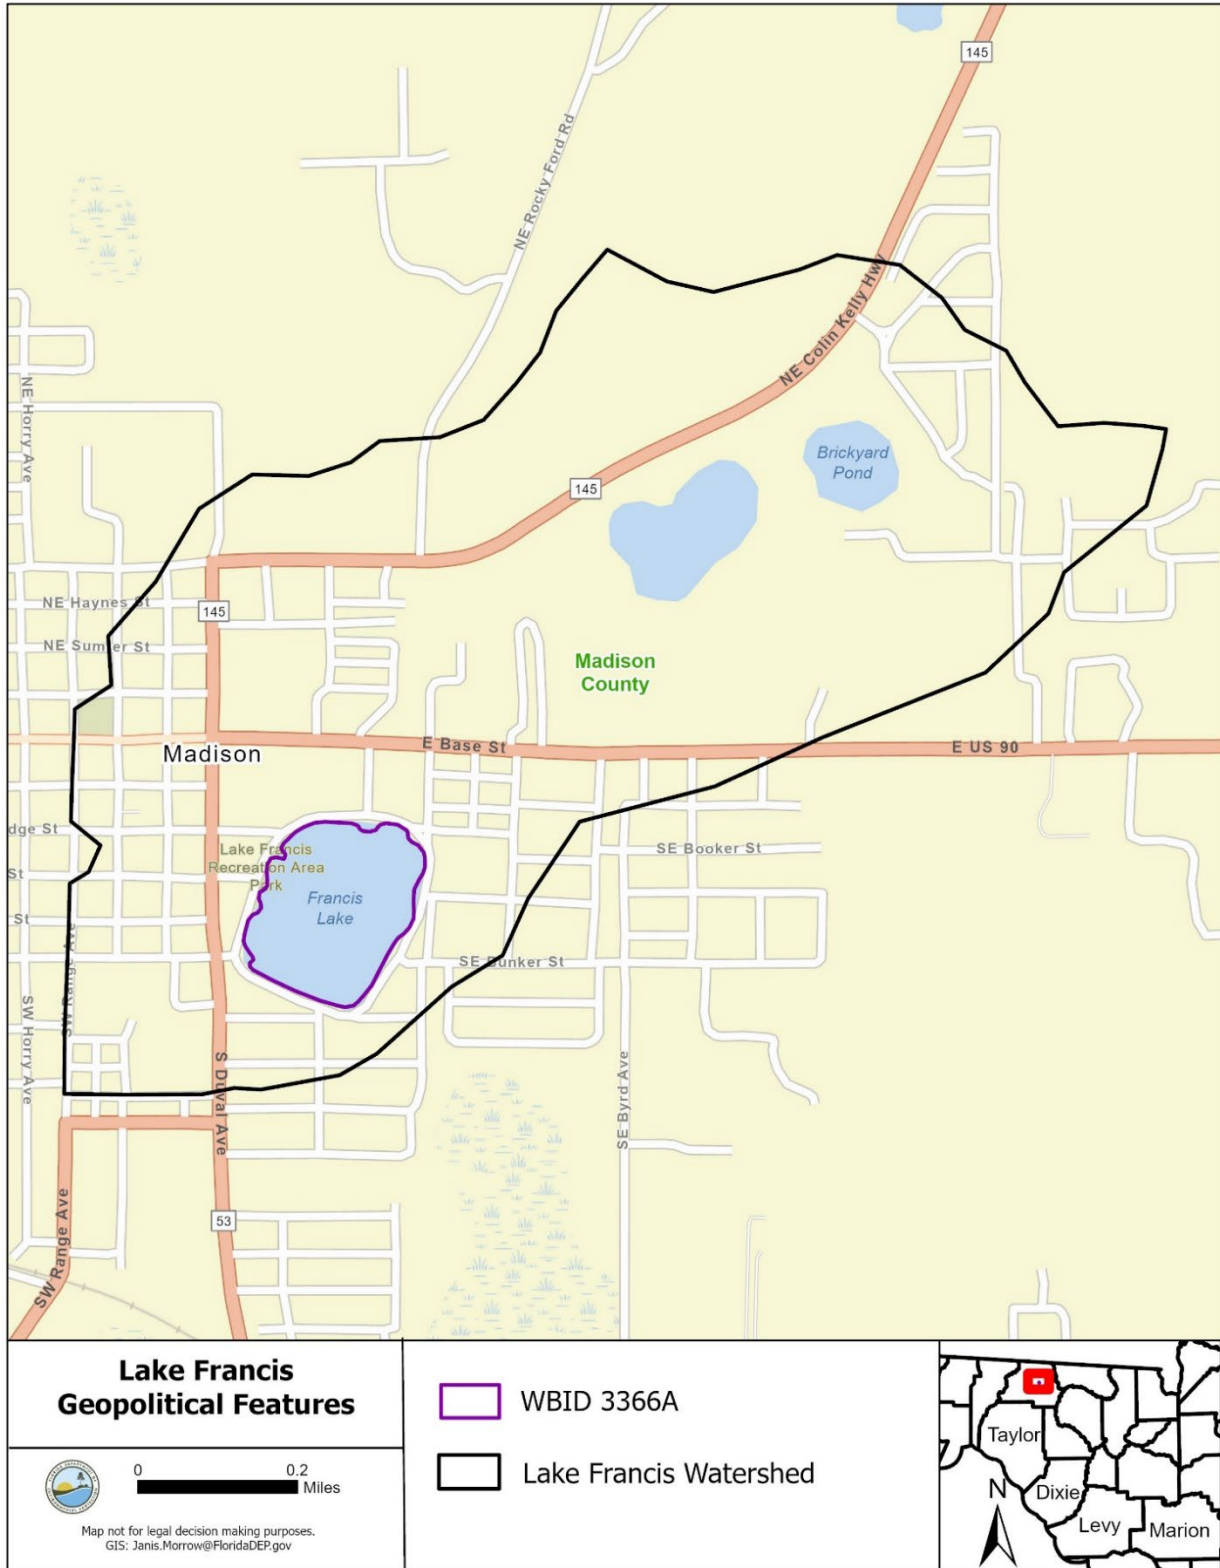 145
NE Rocky Ford Rd
NE Colin Kelly Hwy
NE Horry Ave
Brickyard
Pond
145
NE Haynes St
145
NE Sumter St
Madison
County
Madison
E Base St
E US 90
dge St
Lake Francis
Recreation Area
Park
SE Booker St
St
Francis
Lake
St
SW Range Ave
SE Bunker St
SW Horry Ave
S Duval Ave
SE Byrd Ave
SW Range Ave
53
Lake Francis
Geopolitical Features
0 0.2
Miles
Map not for legal decision making purposes.
GIS: Janis.Morrow@FloridaDEP.gov
WBID 3366A
Lake Francis Watershed
Taylor
N
Dixie
Levy
Marion